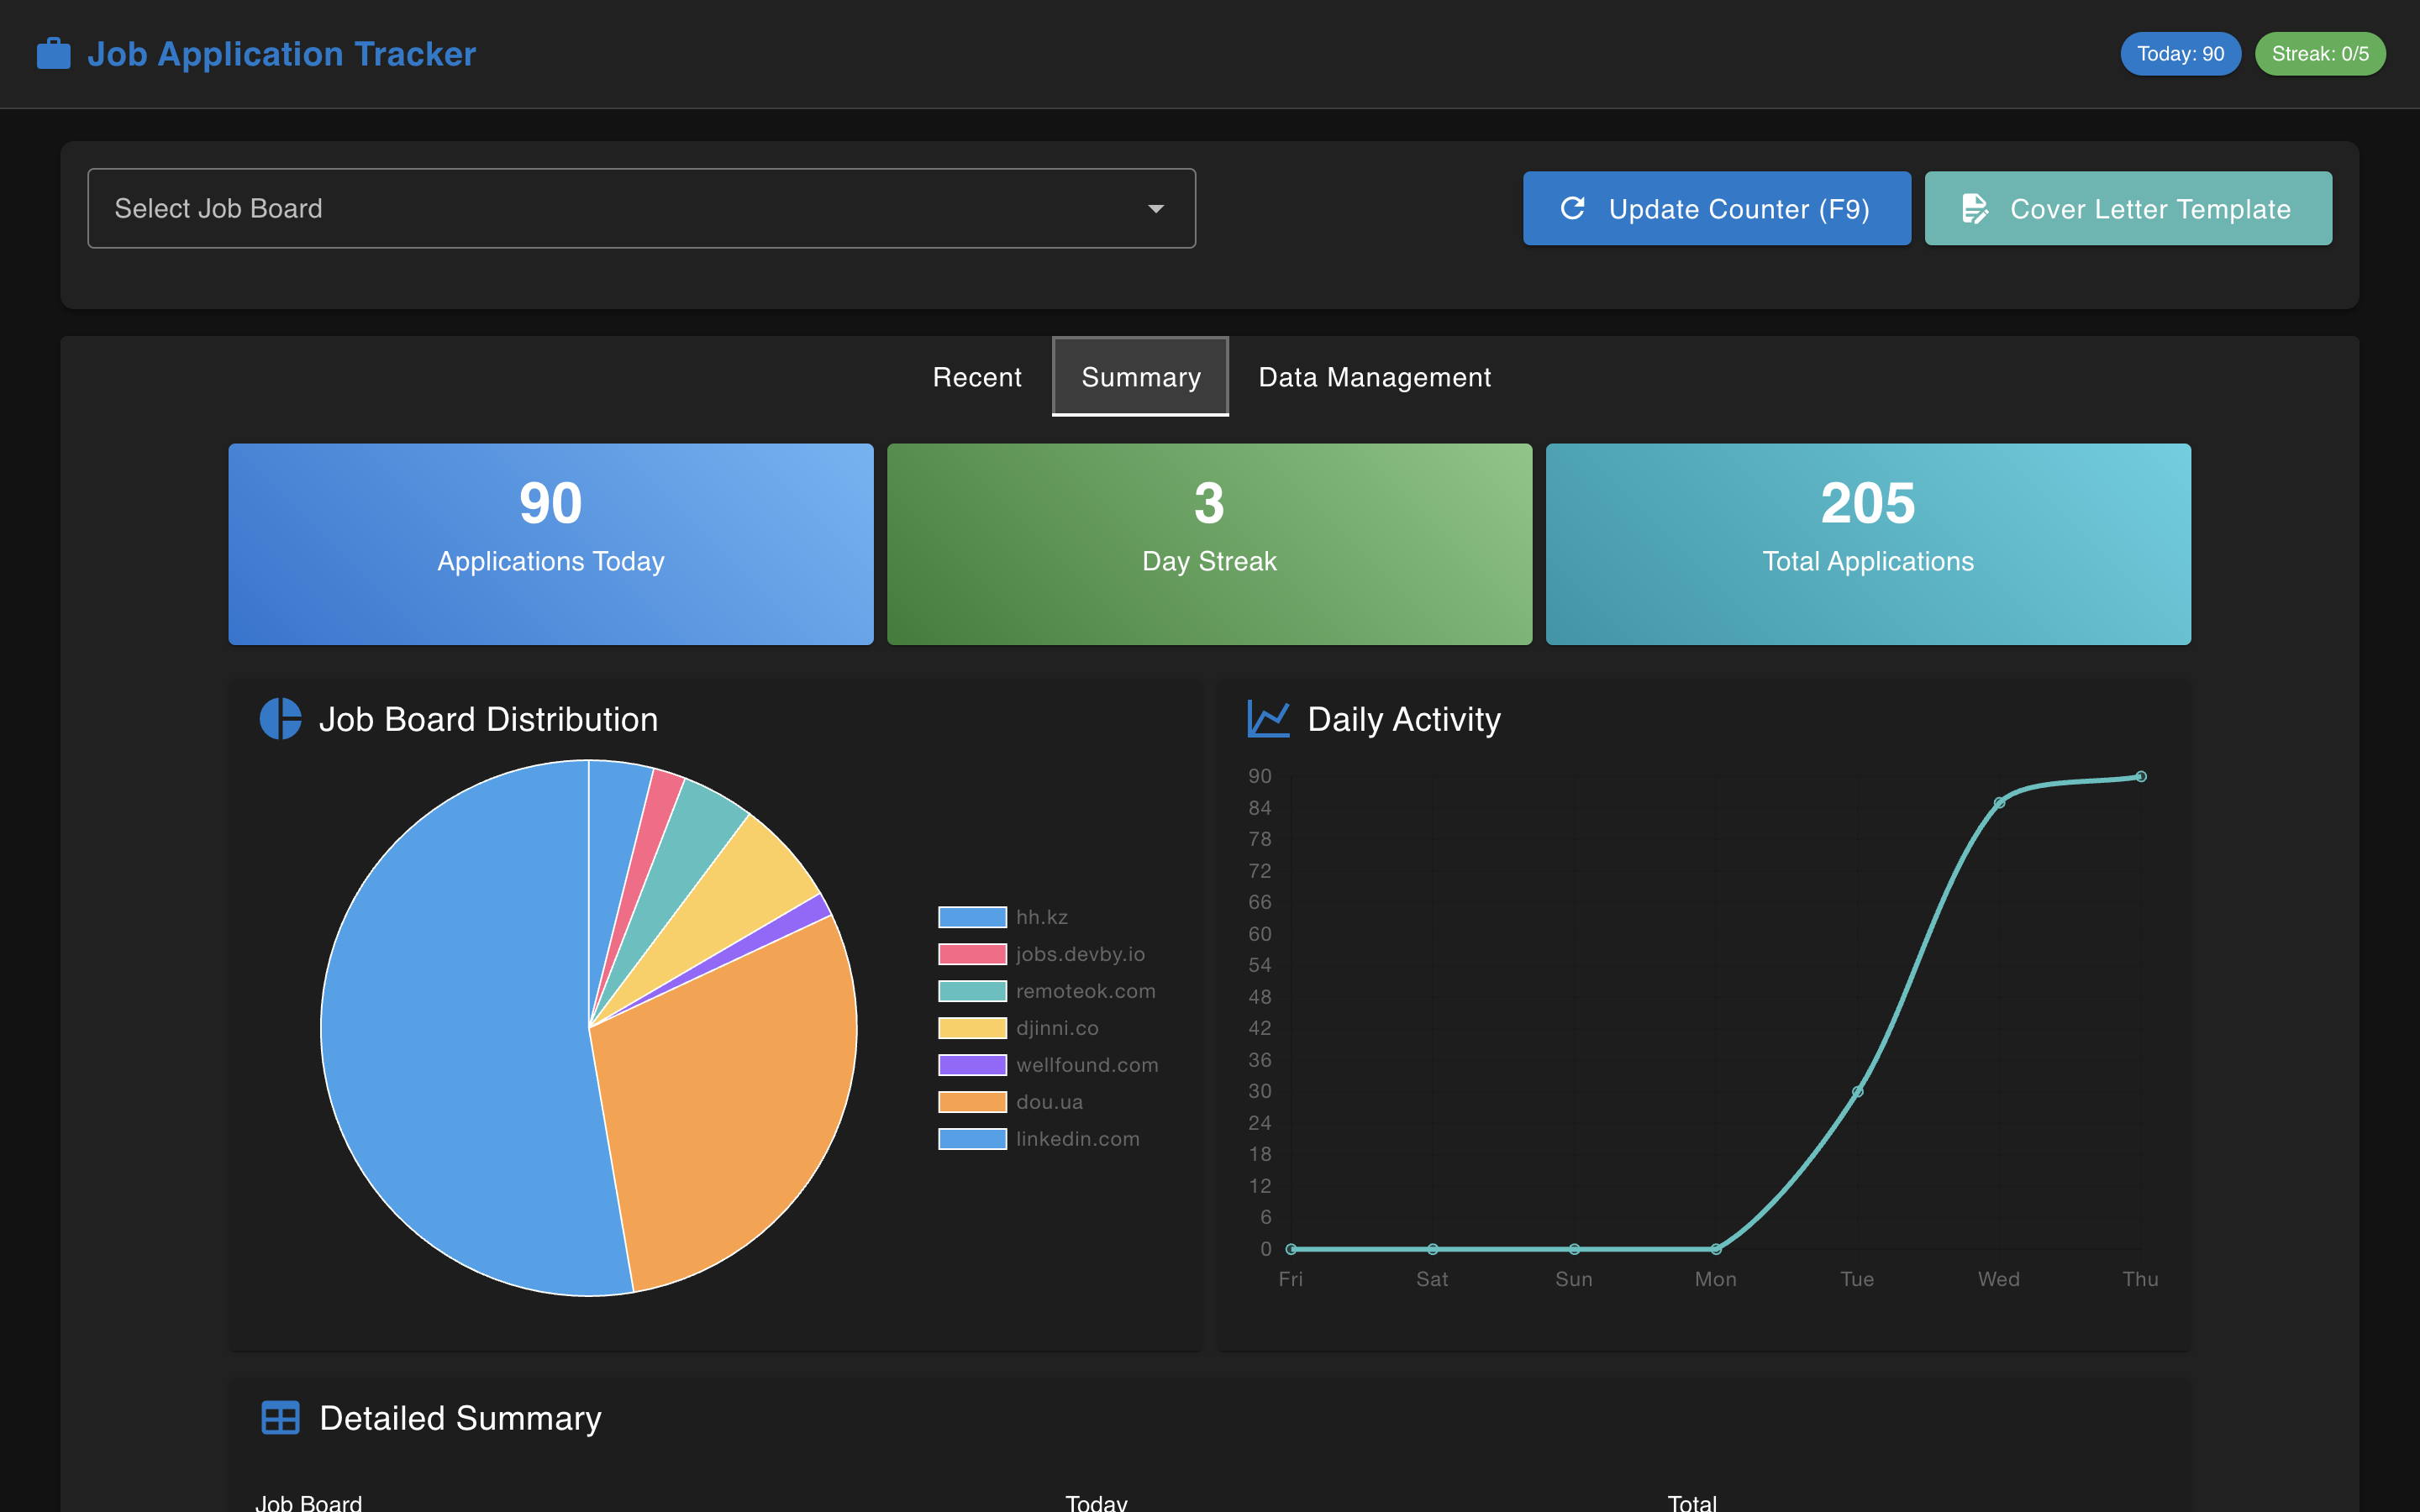 Job Application Tracker
Today: 90
Streak: 0/5
Select Job Board
Update Counter (F9)
Cover Letter Template
Recent
Summary
Data Management
90
Applications Today
3
Day Streak
205
Total Applications
Job Board Distribution
hh.kz
jobs.devby.io
remoteok.com
djinni.co
wellfound.com
dou.ua
linkedin.com
Daily Activity
90
84
78
72
66
60
54
48
42
36
30
24
18
12
6
0
Fri Sat Sun Mon Tue Wed Thu
Detailed Summary
Job Board Today Total